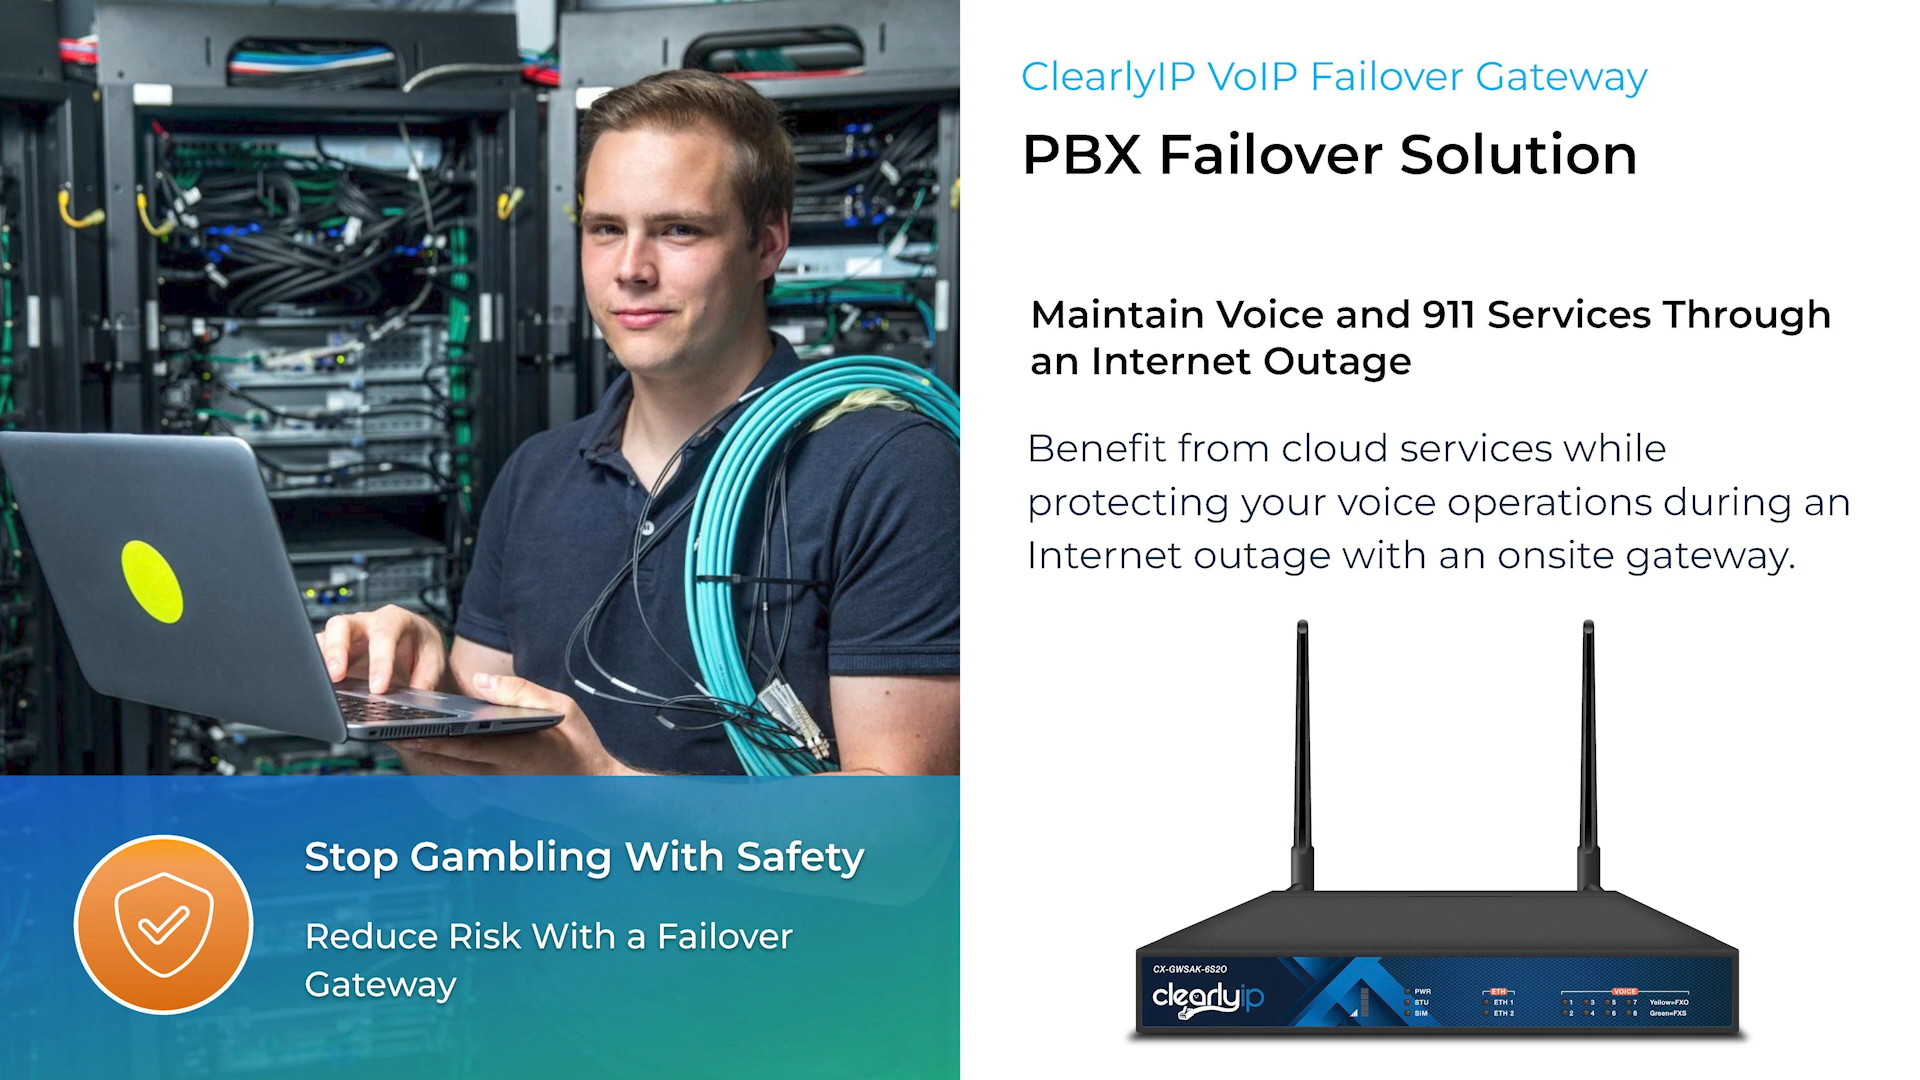 ClearlyIP VoIP Failover Gateway
PBX Failover Solution
Maintain Voice and 911 Services Through
an Internet Outage
Benefit from cloud services while
protecting your voice operations during an
Internet outage with an onsite gateway.
Stop Gambling With Safety
Reduce Risk With a Failover
Gateway
CX-GWSAK-6S2O
clearlyip
PWR
STU
SIM
ETH
ETH 1
ETH 2
VOICE
1 3 5 7 Yellow=FXO
2 4 6 8 Green=FXS